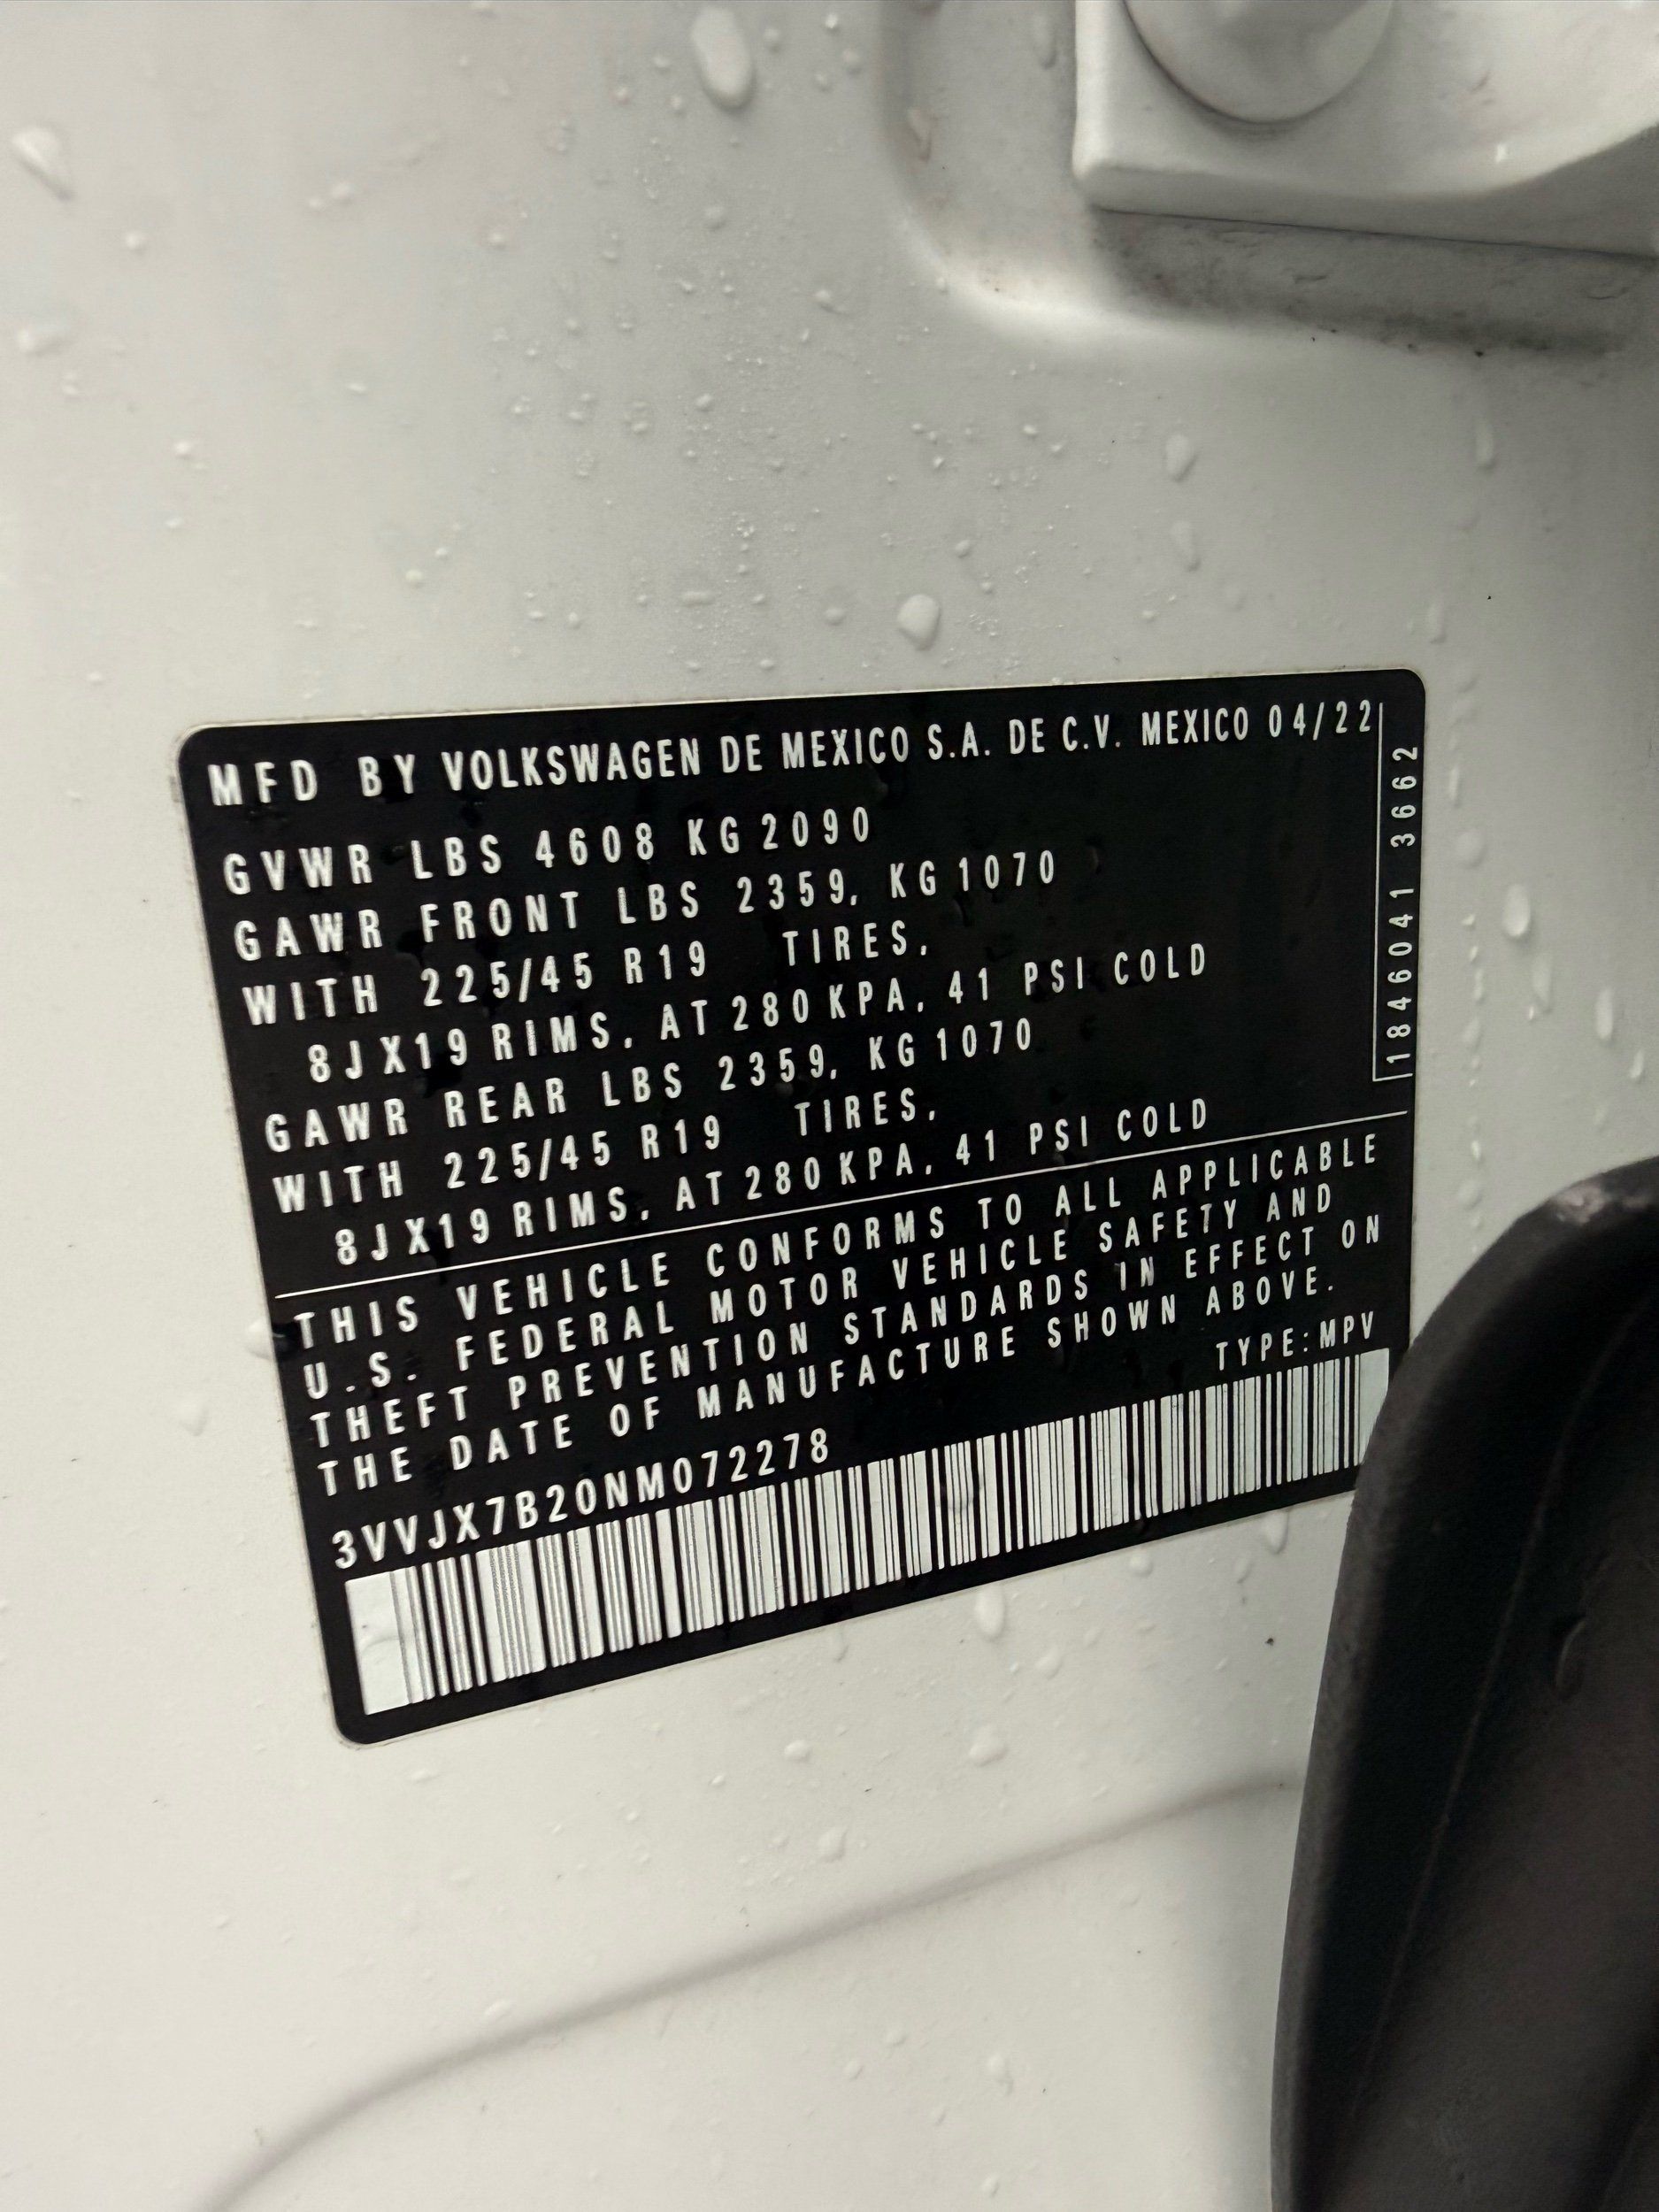 MFD BY VOLKSWAGEN DE MEXICO S.A. DE C.V. MEXICO 04/22
GVWR LBS 4608 KG 2090
GAWR FRONT LBS 2359, KG 1070
WITH 225/45 R19 TIRES,
8J X19 RIMS, AT 280 KPA, 41 PSI COLD
GAWR REAR LBS 2359, KG 1070
WITH 225/45 R19 TIRES,
8J X19 RIMS, AT 280 KPA, 41 PSI COLD
1846041 3662
THIS VEHICLE CONFORMS TO ALL APPLICABLE
U.S. FEDERAL MOTOR VEHICLE SAFETY AND
THEFT PREVENTION STANDARDS IN EFFECT ON
THE DATE OF MANUFACTURE SHOWN ABOVE.
TYPE: MPV
3VVJX7B20NM072278